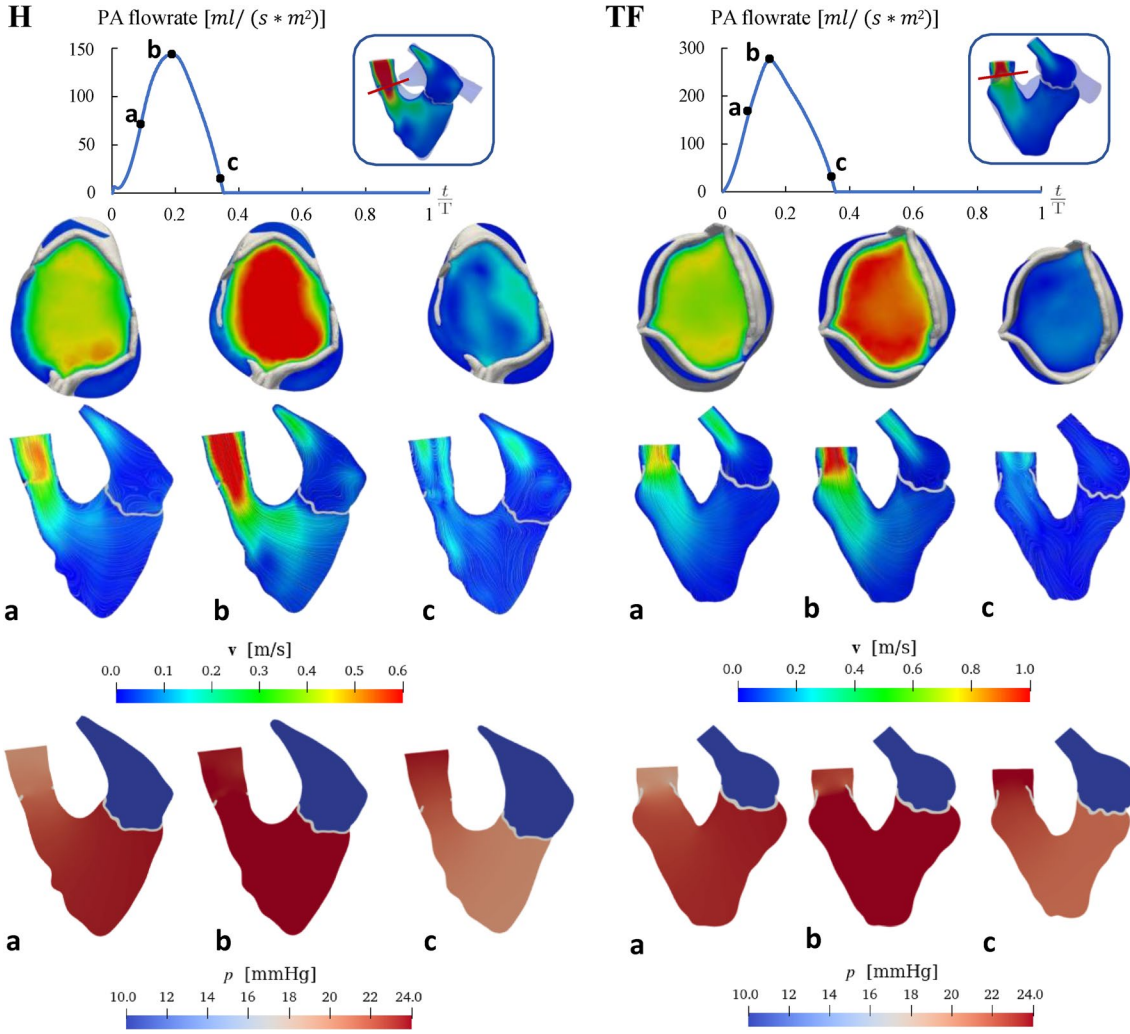 H
PA flowrate [ml/ (s * m²)]
150
100
50
0
0
0.2
0.4
0.6
0.8
1
t
T
a
b
c
TF
PA flowrate [ml/ (s * m²)]
300
200
100
0
0
0.2
0.4
0.6
0.8
1
t
T
a
b
c
a
b
c
v [m/s]
0.0 0.1 0.2 0.3 0.4 0.5 0.6
a
b
c
v [m/s]
0.0 0.2 0.4 0.6 0.8 1.0
a
b
c
p [mmHg]
10.0 12 14 16 18 20 22 24.0
a
b
c
p [mmHg]
10.0 12 14 16 18 20 22 24.0